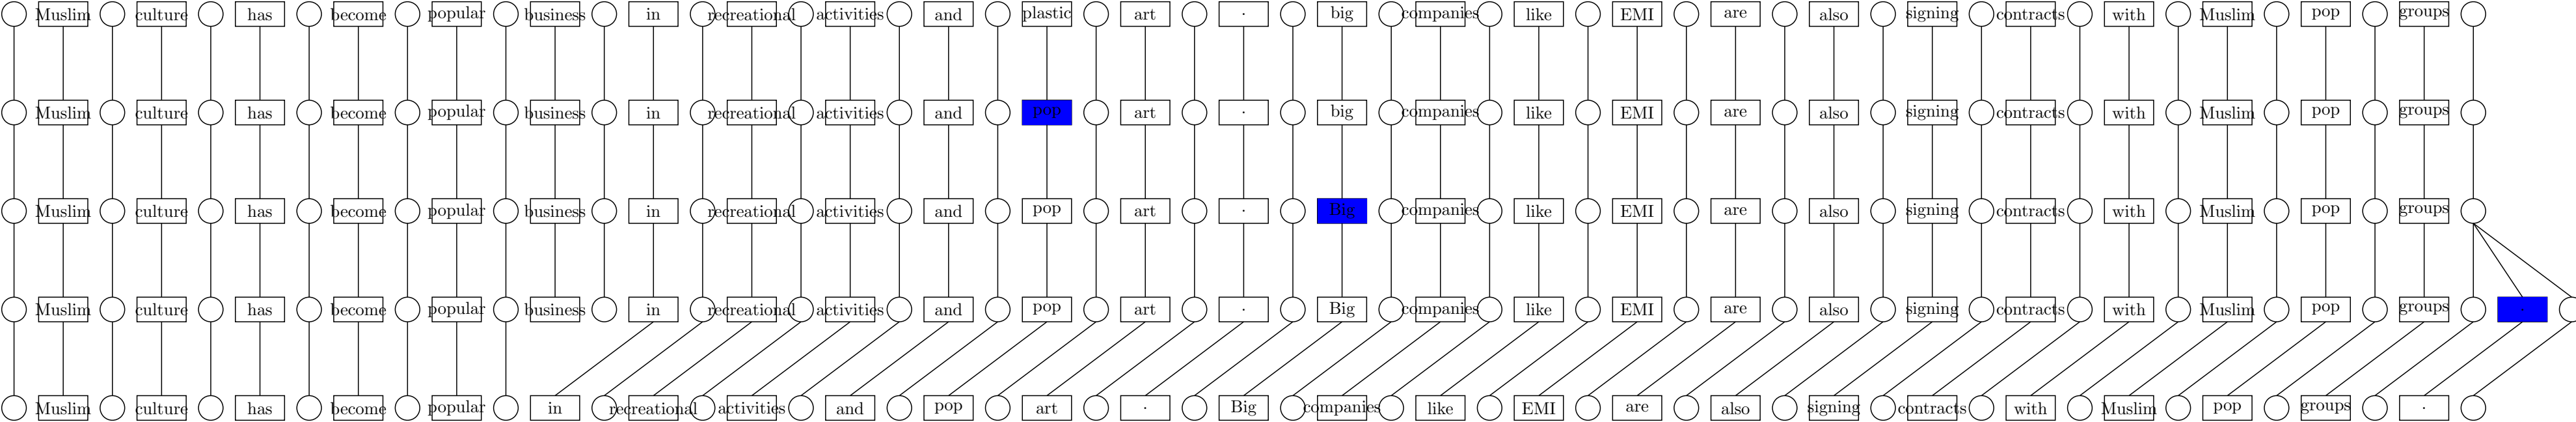 Muslim culture has become popular business in recreational activities and plastic art . big companies like EMI are also signing contracts with Muslim pop groups
Muslim culture has become popular business in recreational activities and pop art . big companies like EMI are also signing contracts with Muslim pop groups
Muslim culture has become popular business in recreational activities and pop art . Big companies like EMI are also signing contracts with Muslim pop groups
Muslim culture has become popular business in recreational activities and pop art . Big companies like EMI are also signing contracts with Muslim pop groups .
Muslim culture has become popular in recreational activities and pop art . Big companies like EMI are also signing contracts with Muslim pop groups .